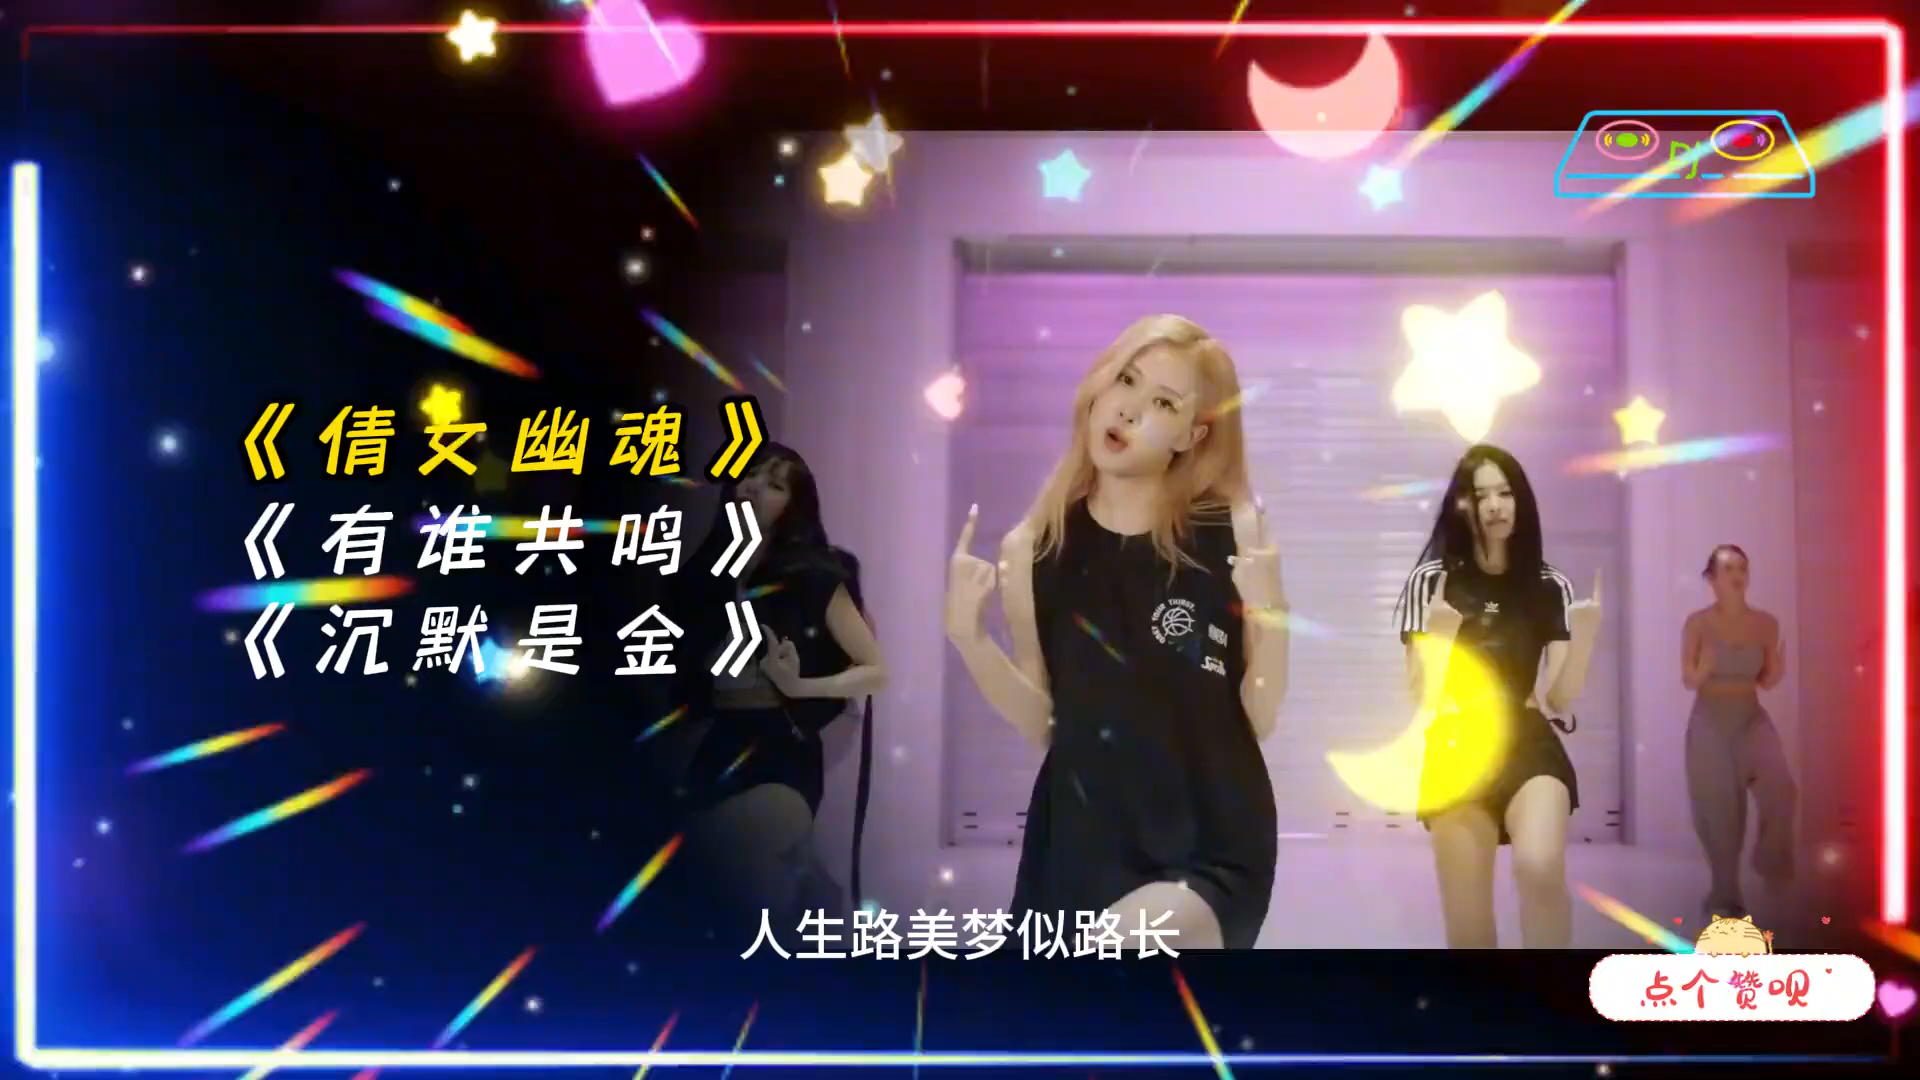 DJ
《倩女幽魂》
《有谁共鸣》
《沉默是金》
人生路美梦似路长
点个赞呗